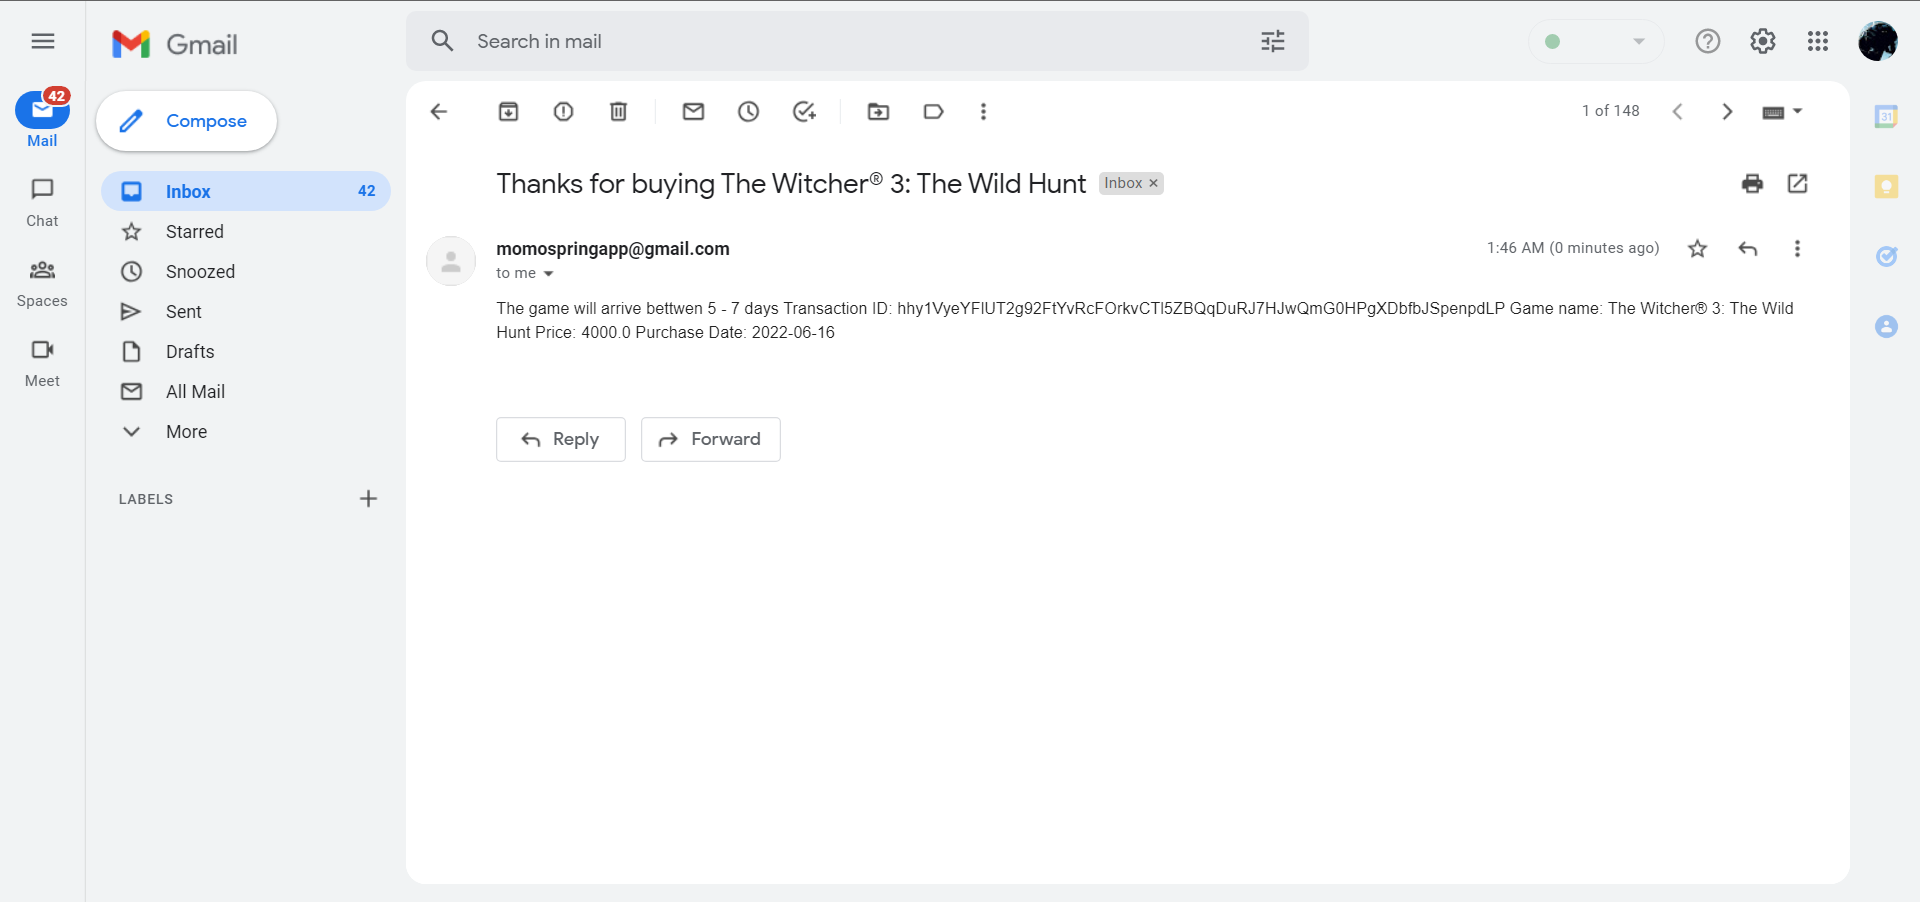 Gmail
Search in mail
42
Mail
Chat
Spaces
Meet
Compose
Inbox 42
Starred
Snoozed
Sent
Drafts
All Mail
More
LABELS
1 of 148
31
Thanks for buying The Witcher® 3: The Wild Hunt Inbox ×
momospringapp@gmail.com 1:46 AM (0 minutes ago)
to me
The game will arrive bettwen 5 - 7 days Transaction ID: hhy1VyeYFlUT2g92FtYvRcFOrkvCTl5ZBQqDuRJ7HJwQmG0HPgXDbfbJSpenpdLP Game name: The Witcher® 3: The Wild
Hunt Price: 4000.0 Purchase Date: 2022-06-16
Reply
Forward